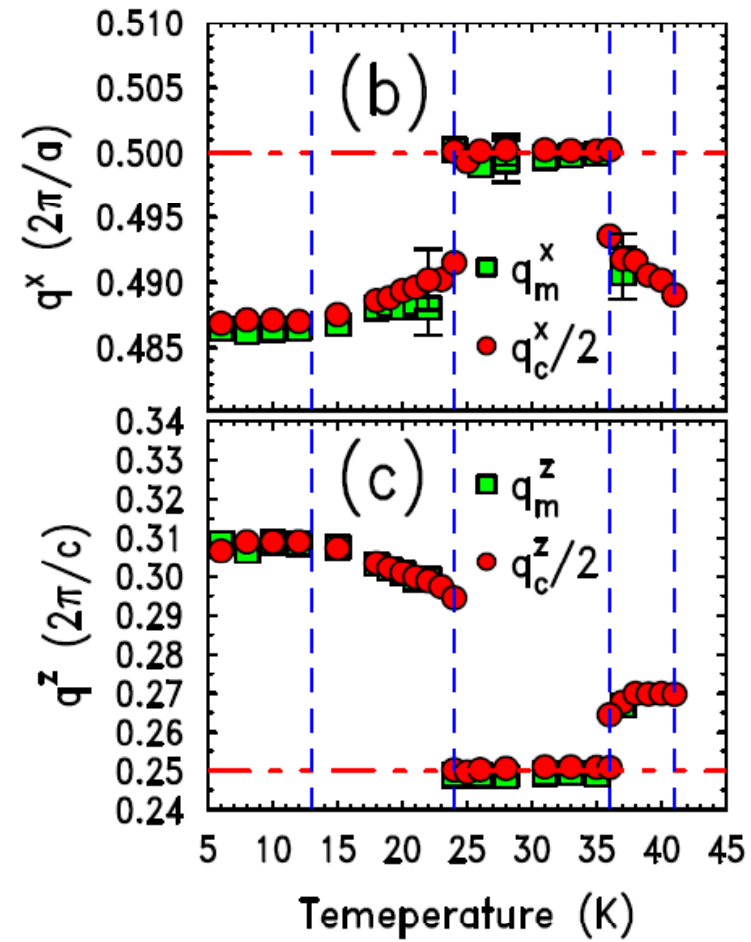 0.510
0.505
0.500
0.495
0.490
0.485
q^x (2π/a)
(b)
q_m^x
q_c^x/2
0.34
0.33
0.32
0.31
0.30
0.29
0.28
0.27
0.26
0.25
0.24
q^z (2π/c)
(c)
q_m^z
q_c^z/2
5 10 15 20 25 30 35 40 45
Temeperature (K)